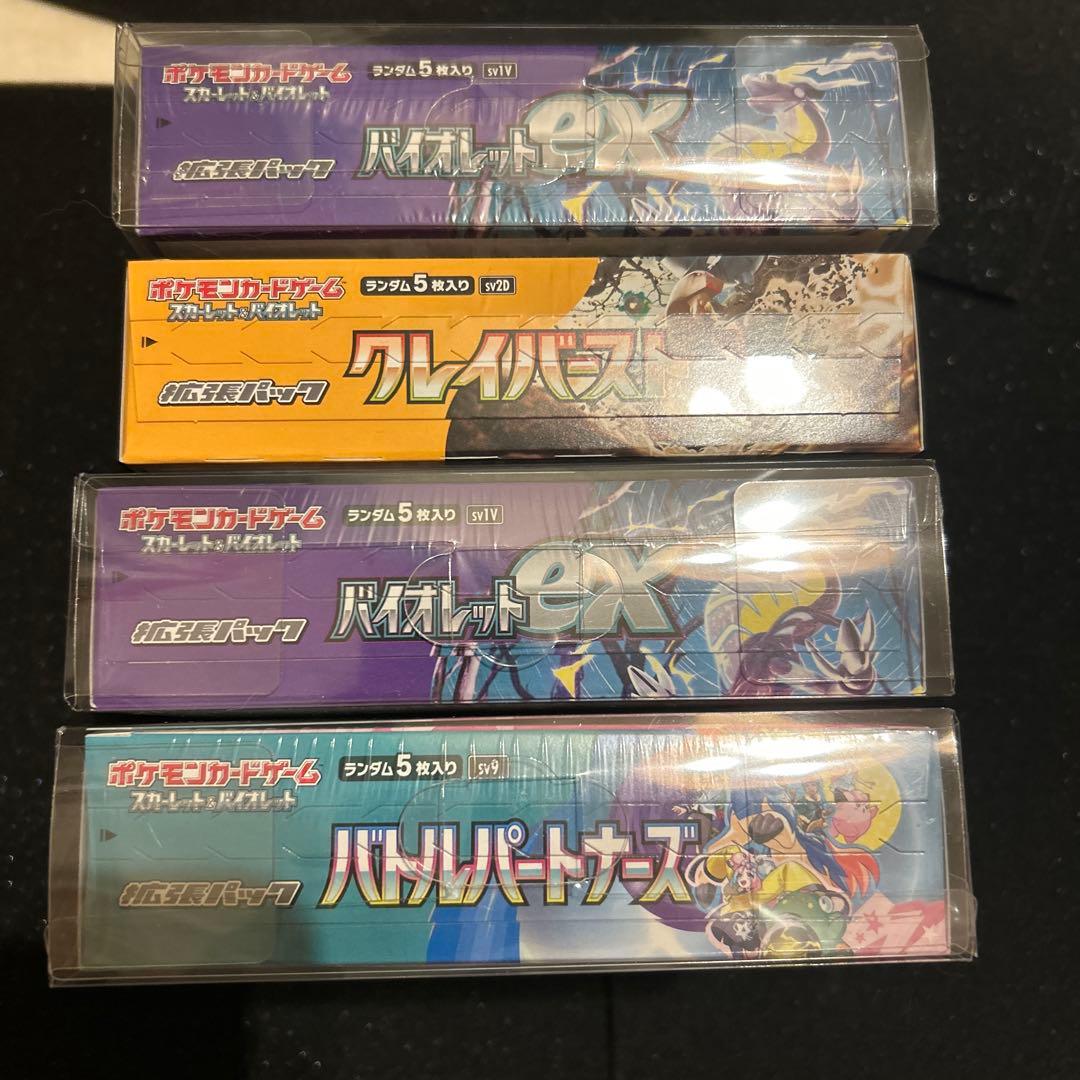 ポケモンカードゲーム
スカーレット&バイオレット
ランダム5枚入り sv1V
拡張パック
バイオレットex
ポケモンカードゲーム
スカーレット&バイオレット
ランダム5枚入り sv2D
拡張パック
クレイバースト
ポケモンカードゲーム
スカーレット&バイオレット
ランダム5枚入り sv1V
拡張パック
バイオレットex
ポケモンカードゲーム
スカーレット&バイオレット
ランダム5枚入り sv9
拡張パック
バトルパートナーズ